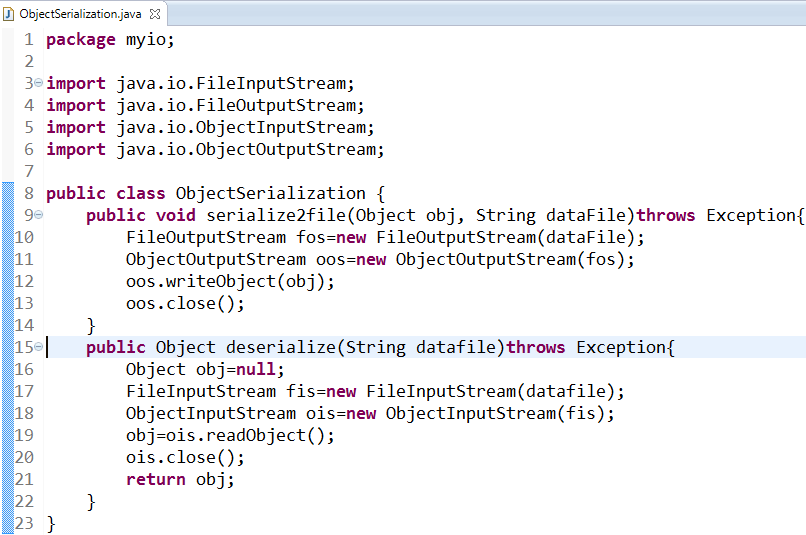 ObjectSerialization.java
1 package myio;
2
3 import java.io.FileInputStream;
4 import java.io.FileOutputStream;
5 import java.io.ObjectInputStream;
6 import java.io.ObjectOutputStream;
7
8 public class ObjectSerialization {
9     public void serialize2file(Object obj, String dataFile)throws Exception{
10         FileOutputStream fos=new FileOutputStream(dataFile);
11         ObjectOutputStream oos=new ObjectOutputStream(fos);
12         oos.writeObject(obj);
13         oos.close();
14     }
15     public Object deserialize(String datafile)throws Exception{
16         Object obj=null;
17         FileInputStream fis=new FileInputStream(datafile);
18         ObjectInputStream ois=new ObjectInputStream(fis);
19         obj=ois.readObject();
20         ois.close();
21         return obj;
22     }
23 }